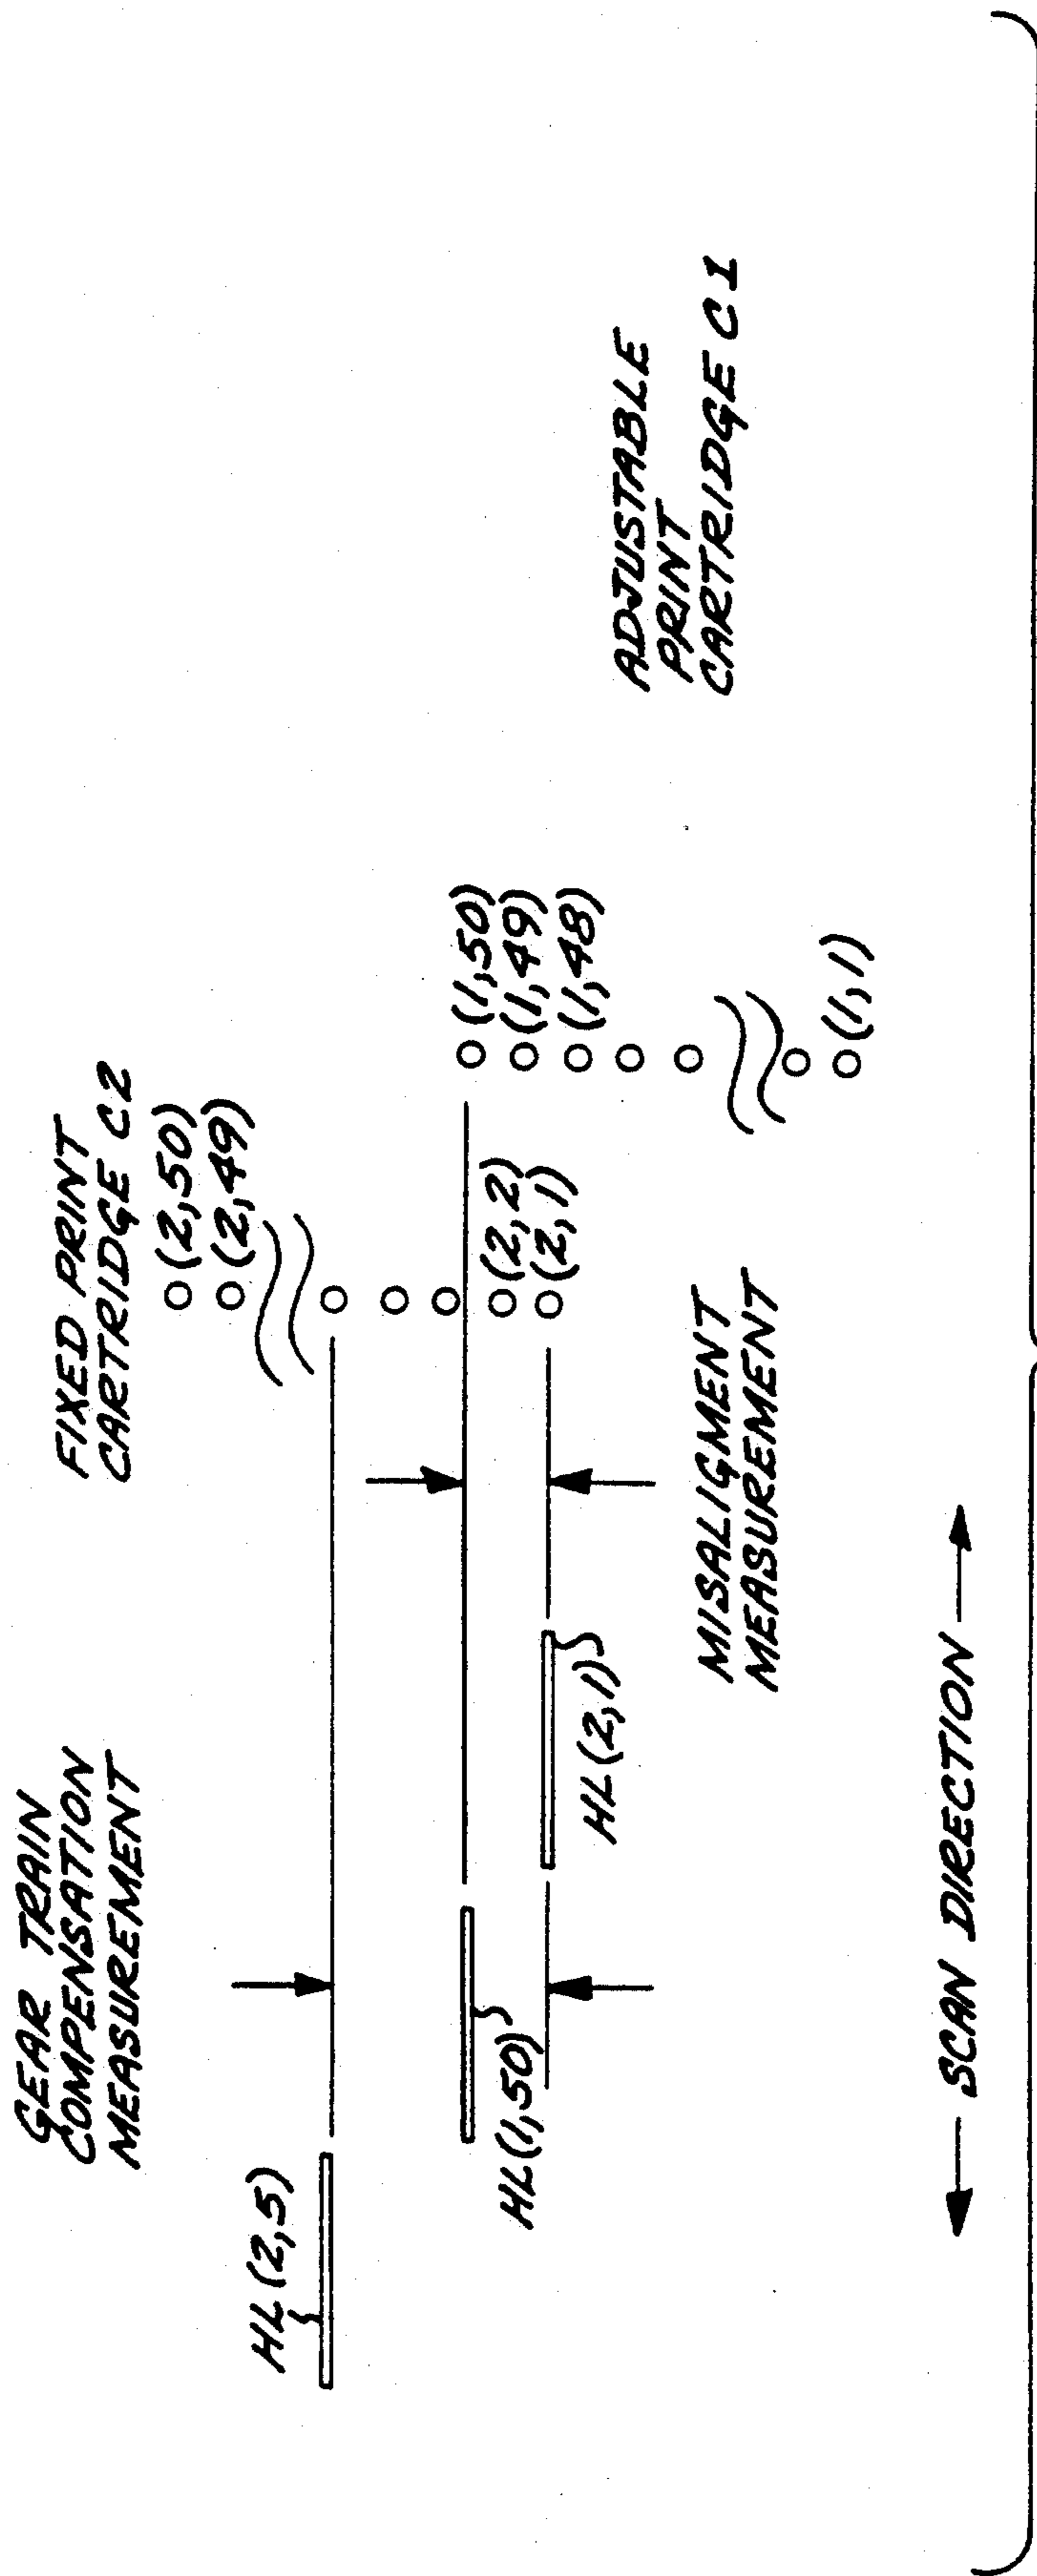 GEAR TRAIN
COMPENSATION
MEASUREMENT
FIXED PRINT
CARTRIDGE C2
(2,50)
(2,49)
HL(2,5)
(1,50)
(1,49)
(1,48)
(2,2)
(2,1)
HL(1,50)
HL(2,1)
ADJUSTABLE
PRINT
CARTRIDGE C1
MISALIGMENT
MEASUREMENT
(1,1)
SCAN DIRECTION